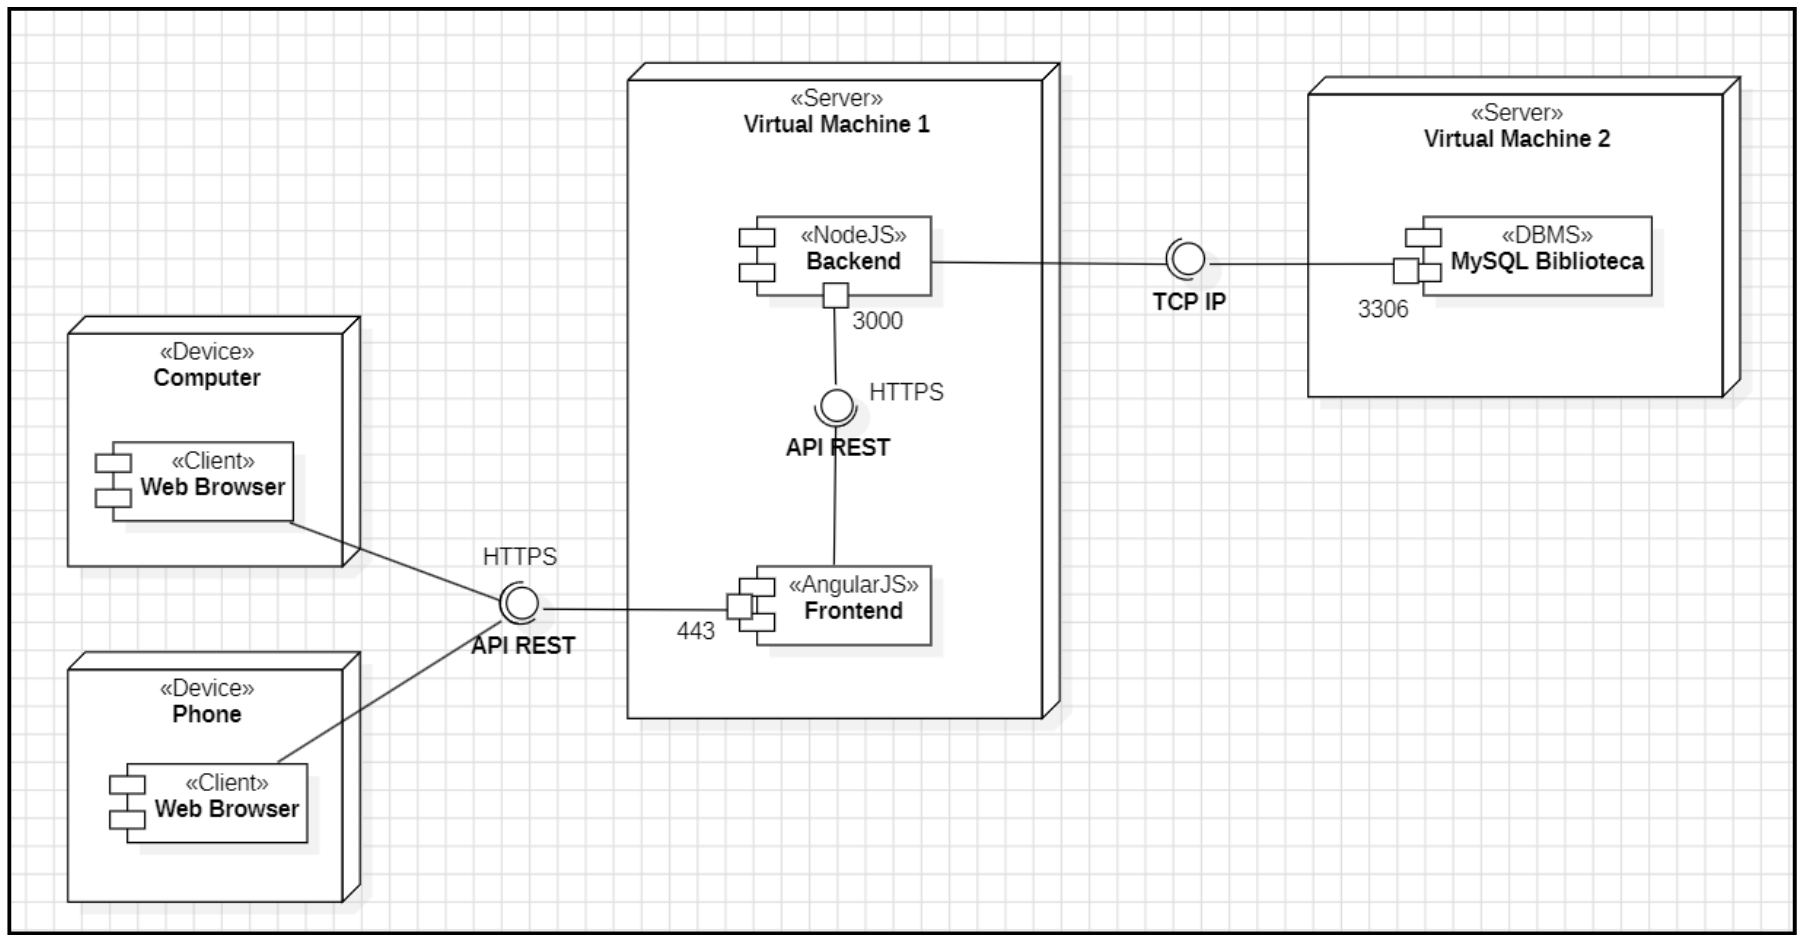 «Server»
Virtual Machine 1
«NodeJS»
Backend
3000
HTTPS
API REST
«AngularJS»
Frontend
443
«Server»
Virtual Machine 2
«DBMS»
MySQL Biblioteca
3306
TCP IP
«Device»
Computer
«Client»
Web Browser
HTTPS
API REST
«Device»
Phone
«Client»
Web Browser